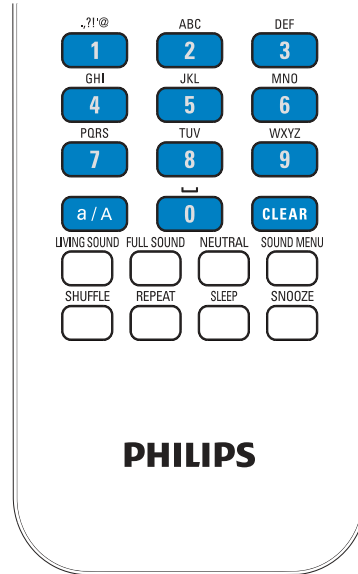 .,?!'@ ABC DEF
1 2 3
GHI JKL MNO
4 5 6
PQRS TUV WXYZ
7 8 9
a / A 0 CLEAR
LIVING SOUND FULL SOUND NEUTRAL SOUND MENU
SHUFFLE REPEAT SLEEP SNOOZE
PHILIPS